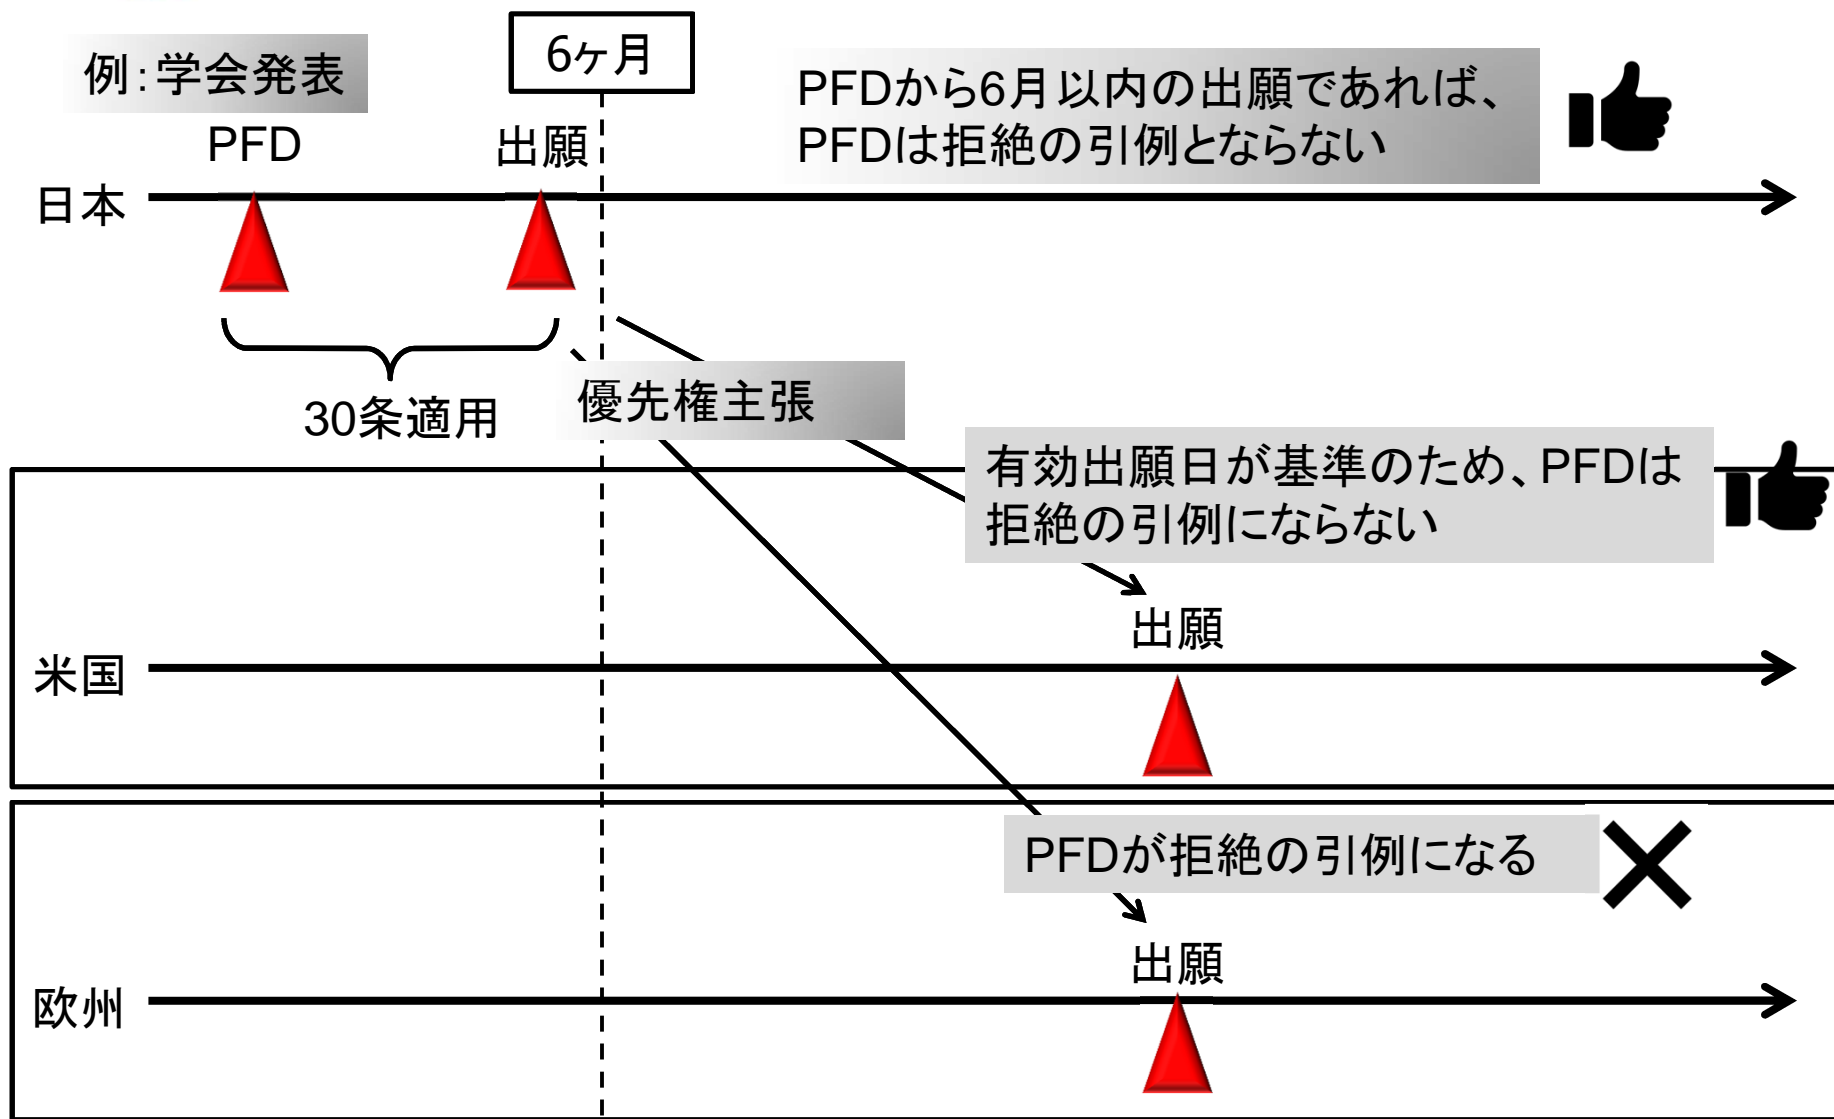 例：学会発表
6ヶ月
PFDから6月以内の出願であれば、
PFDは拒絶の引例とならない
PFD
出願
日本
30条適用
優先権主張
有効出願日が基準のため、PFDは
拒絶の引例にならない
出願
米国
PFDが拒絶の引例になる
出願
欧州